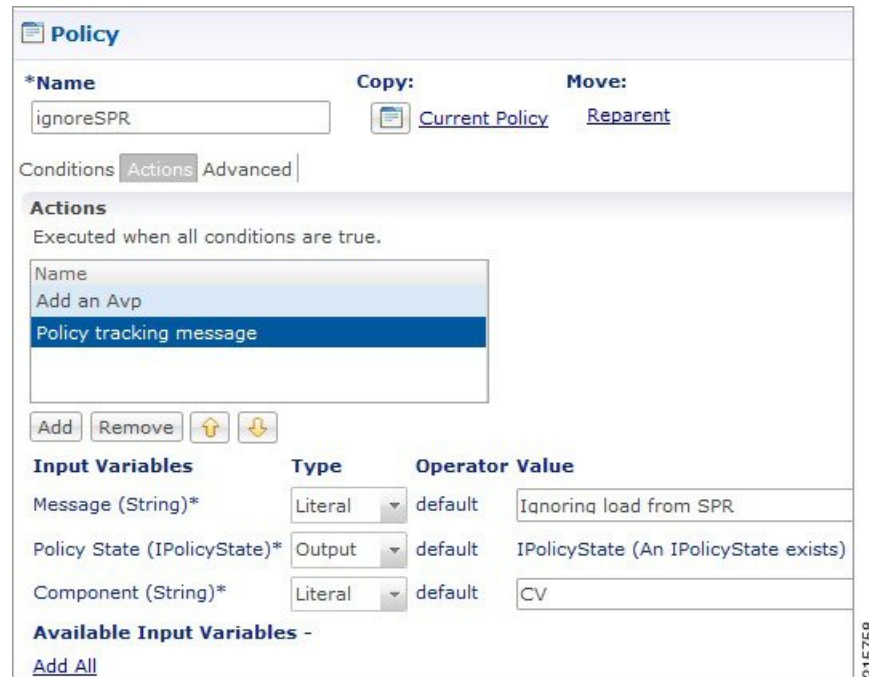 Policy
*Name Copy: Move:
ignoreSPR Current Policy Reparent
Conditions Actions Advanced
Actions
Executed when all conditions are true.
Name
Add an Avp
Policy tracking message
Add Remove
Input Variables Type Operator Value
Message (String)* Literal default Ignoring load from SPR
Policy State (IPolicyState)* Output default IPolicyState (An IPolicyState exists)
Component (String)* Literal default CV
Available Input Variables -
Add All